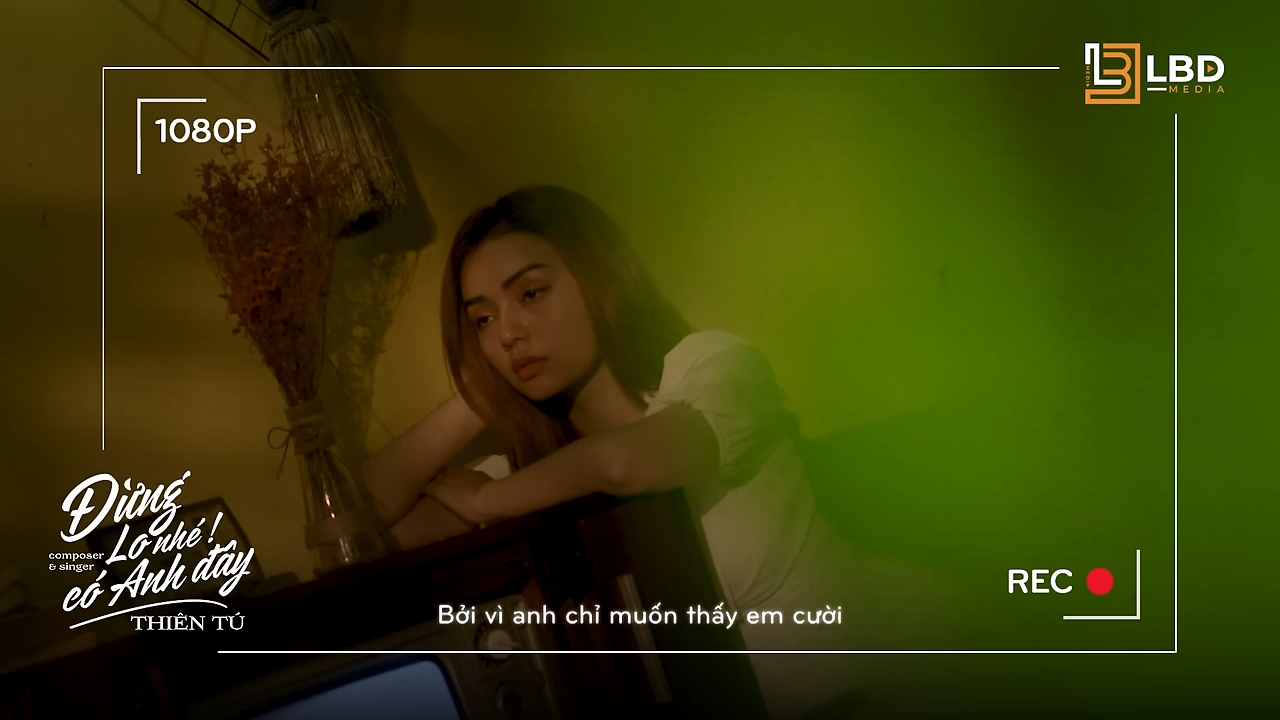 LBD
MEDIA
1080P
Đừng
Lo nhé!
composer
& singer
có Anh đây
THIÊN TÚ
REC
Bởi vì anh chỉ muốn thấy em cười